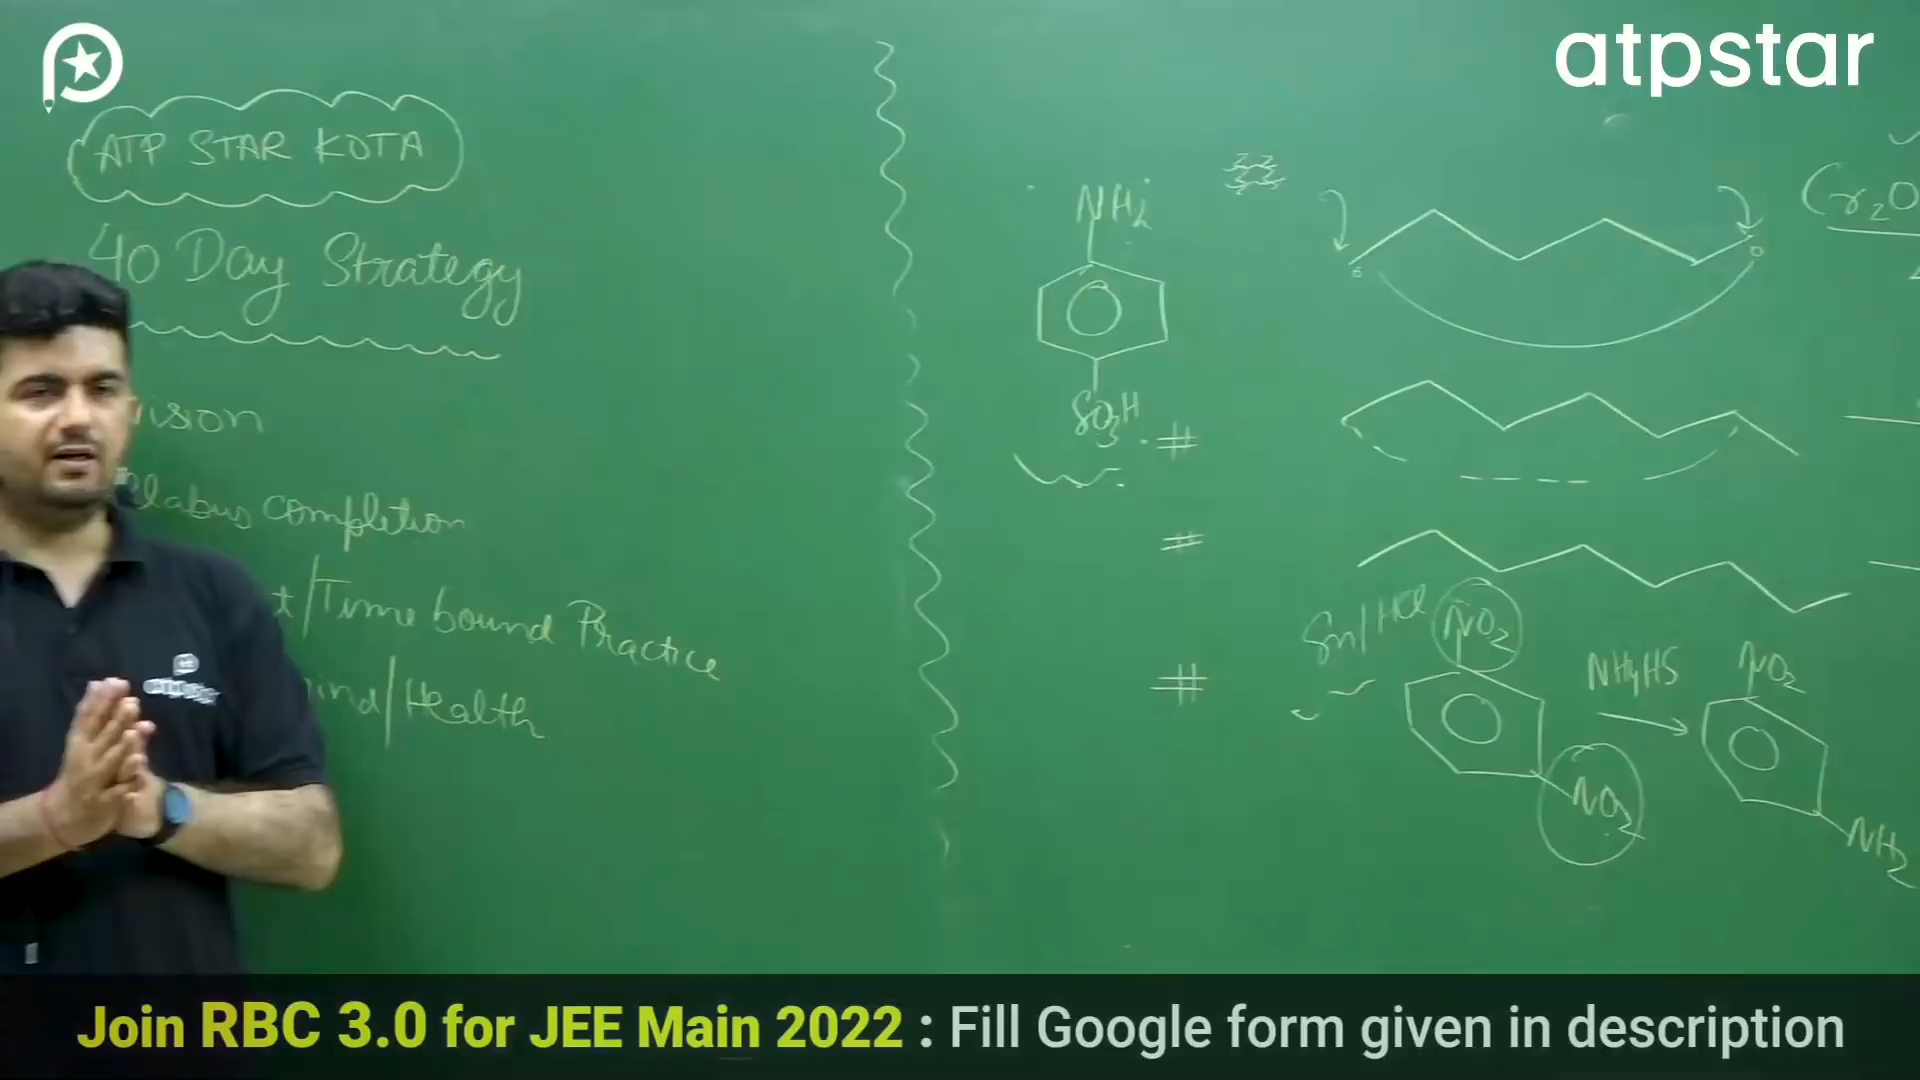 atpstar
ATP STAR KOTA
40 Day Strategy
vision
llabus completion
t/Time bound Practice
ind/Health
NH2
SO3H
#
#
#
Sn/HCl
NO2
NO2
NH4HS
NO2
NH2
Join RBC 3.0 for JEE Main 2022 : Fill Google form given in description